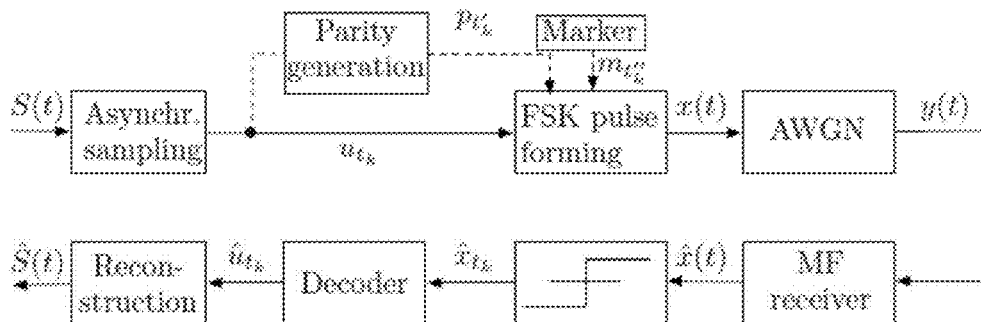 Parity
generation
p_{t'_k}
Marker
m_{t''_k}
S(t)
Asynchr.
sampling
u_{t_k}
FSK pulse
forming
x(t)
AWGN
y(t)
Ŝ(t)
Recon-
struction
û_{t_k}
Decoder
x̂_{t_k}
x̂(t)
MF
receiver